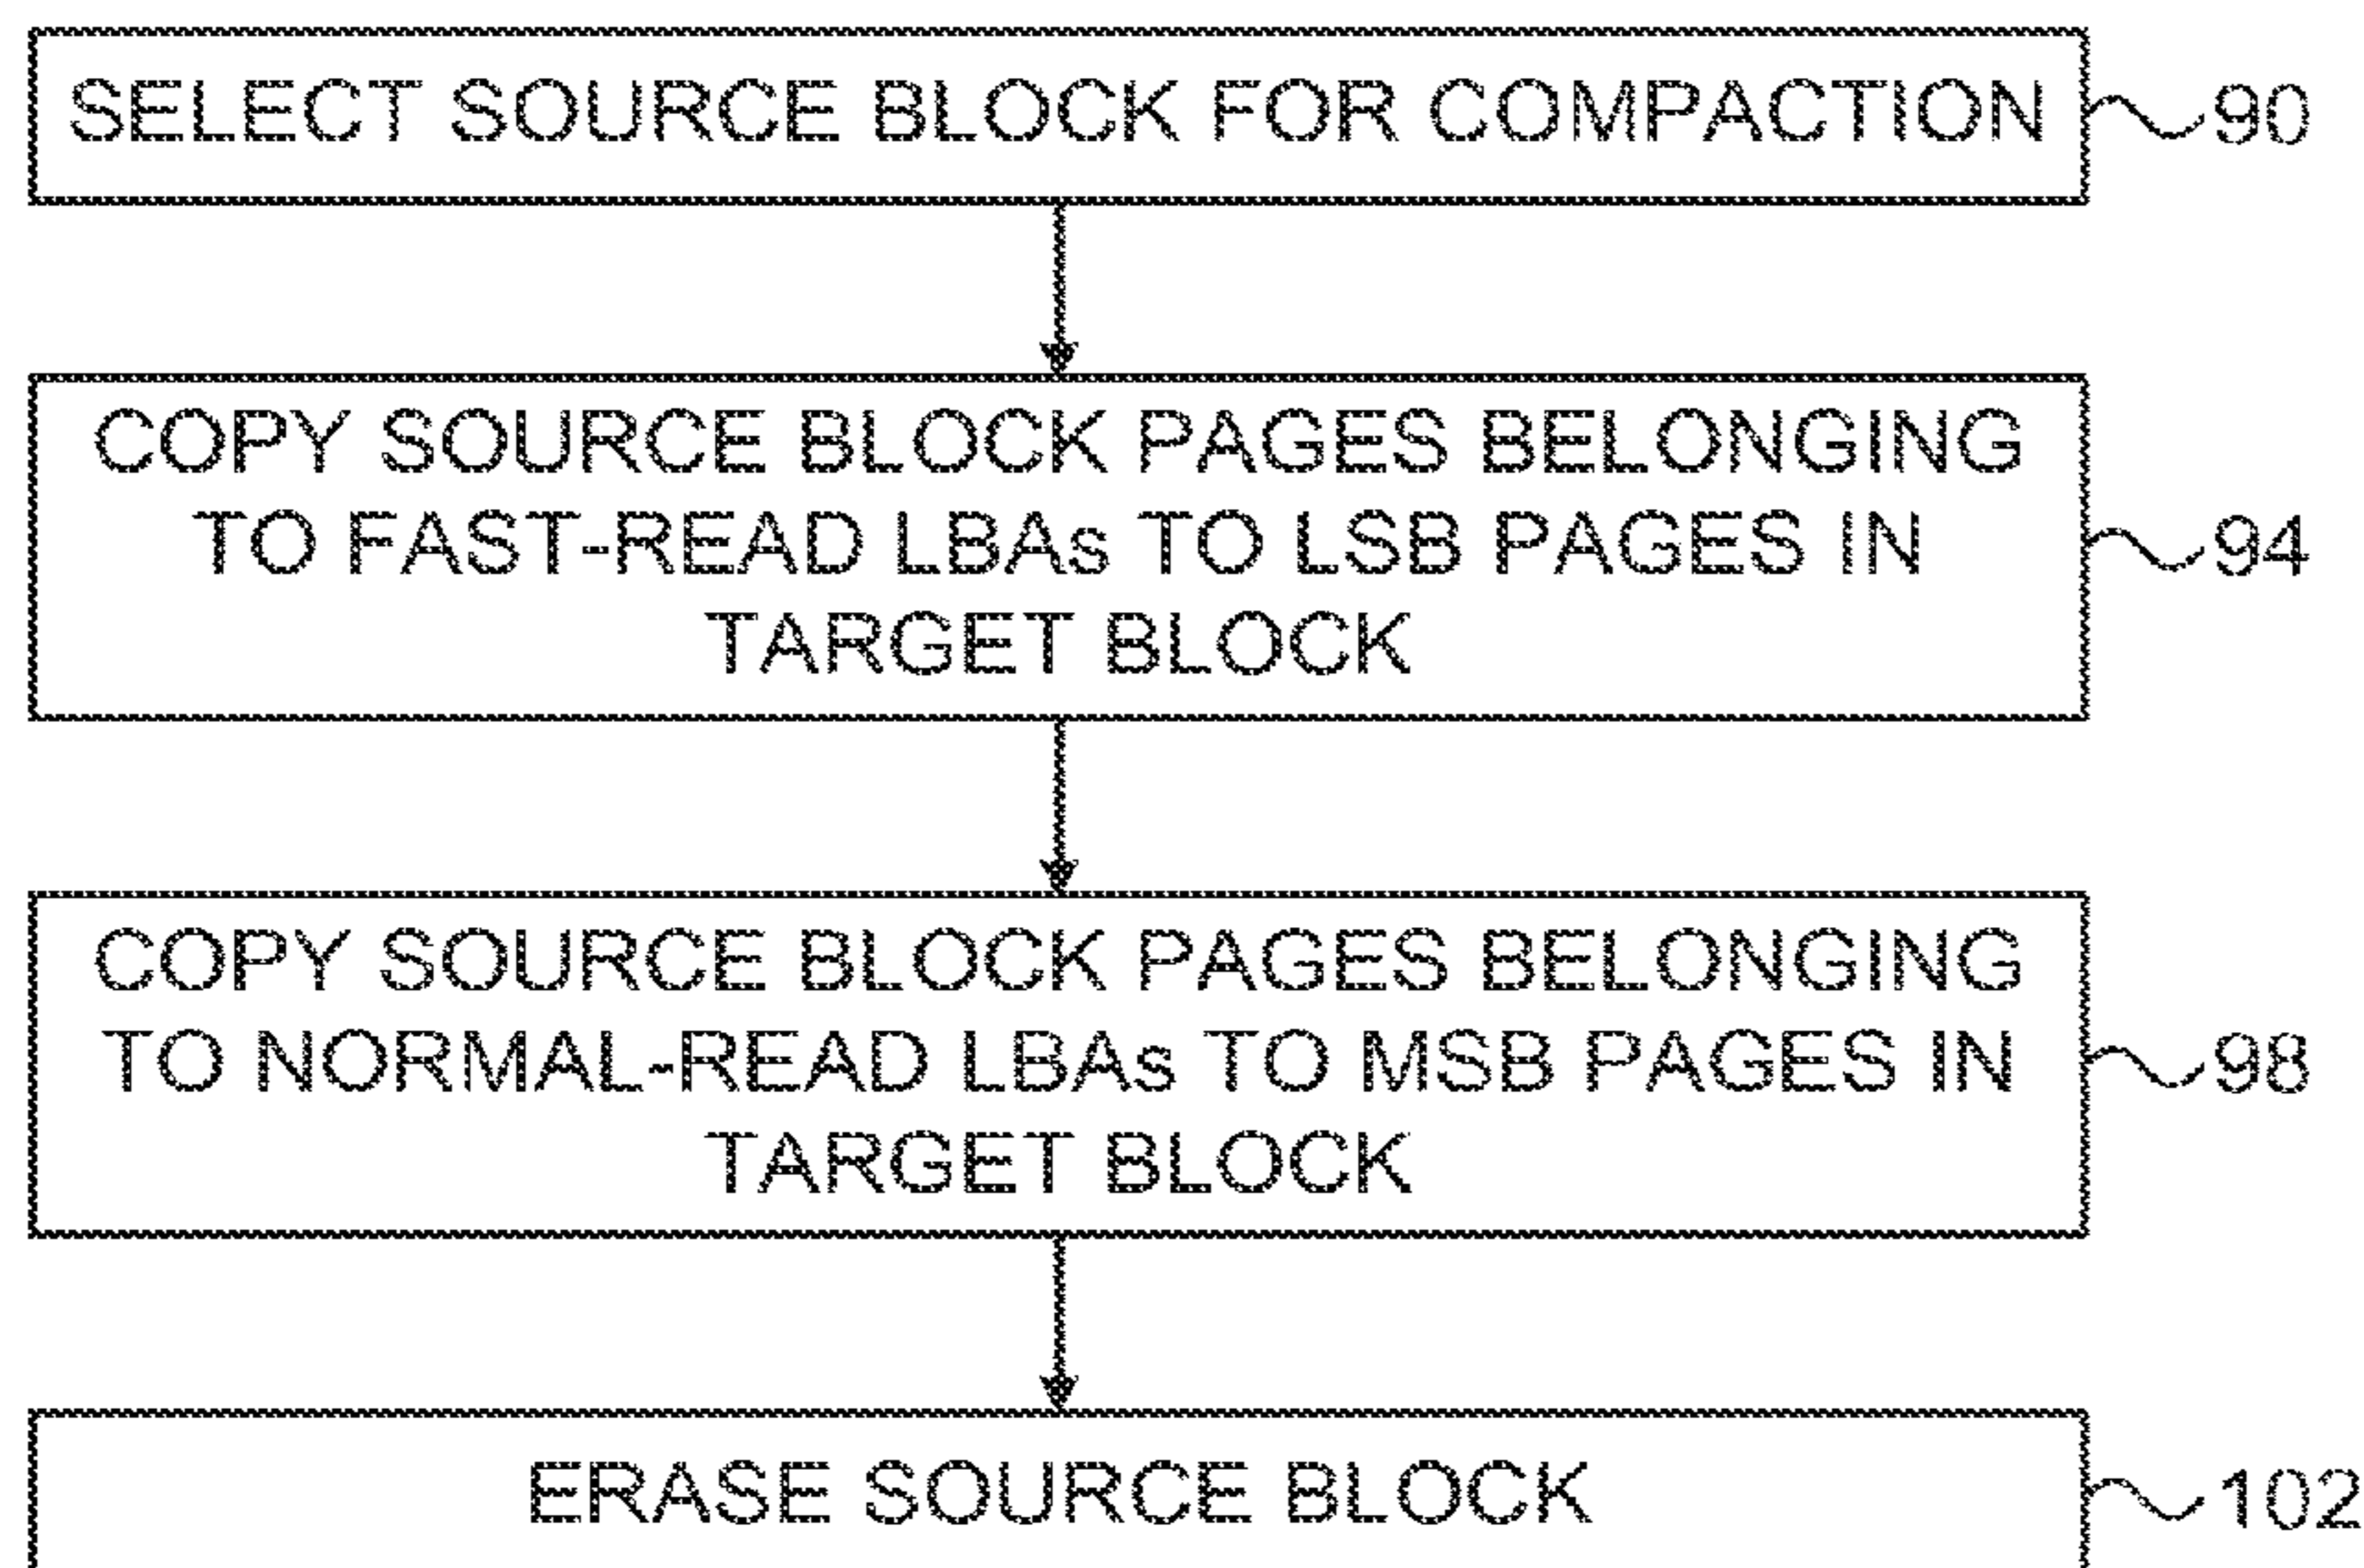 SELECT SOURCE BLOCK FOR COMPACTION
90
COPY SOURCE BLOCK PAGES BELONGING
TO FAST-READ LBAs TO LSB PAGES IN
TARGET BLOCK
94
COPY SOURCE BLOCK PAGES BELONGING
TO NORMAL-READ LBAs TO MSB PAGES IN
TARGET BLOCK
98
ERASE SOURCE BLOCK
102